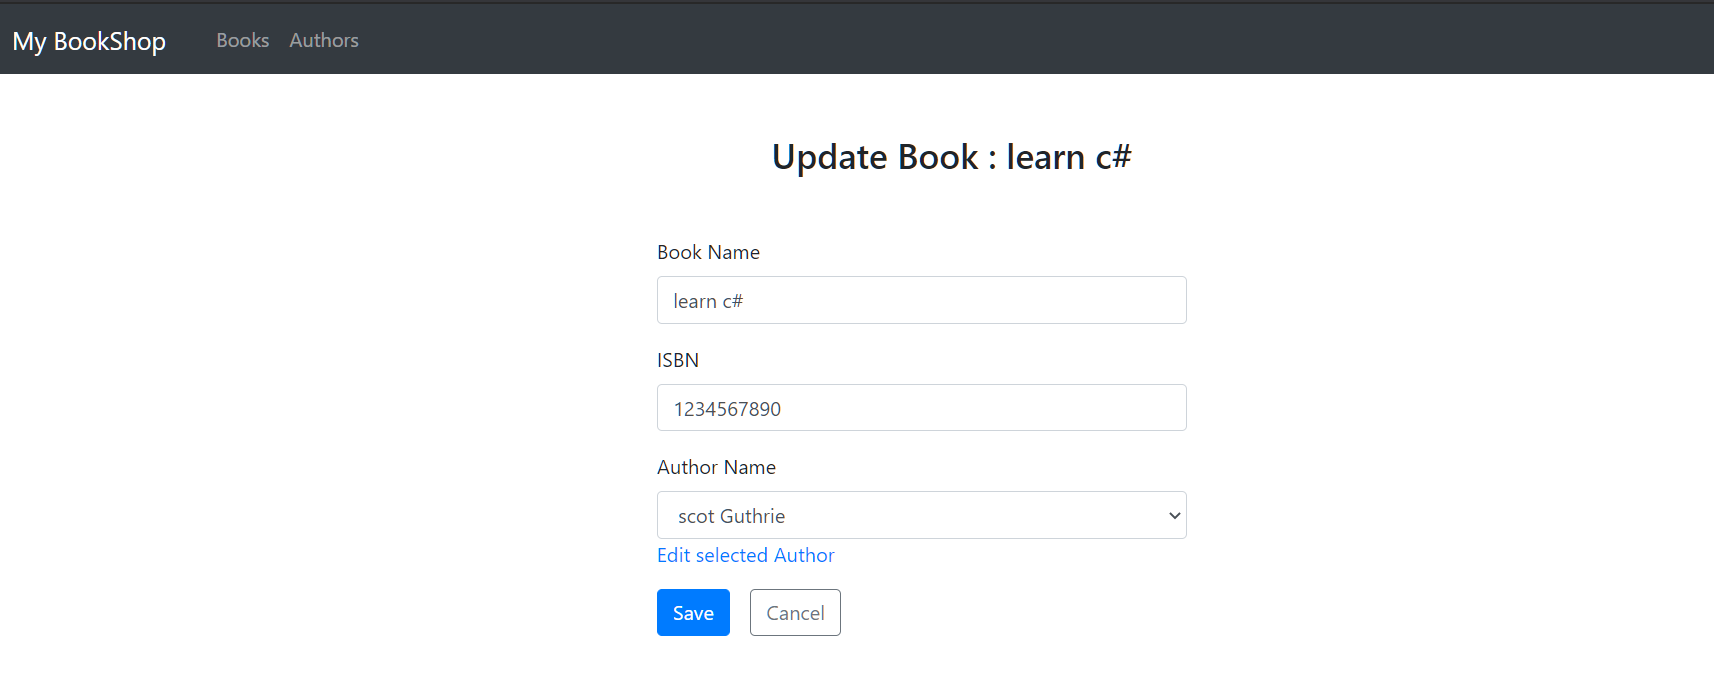 My BookShop Books Authors
Update Book : learn c#
Book Name
learn c#
ISBN
1234567890
Author Name
scot Guthrie
Edit selected Author
Save Cancel